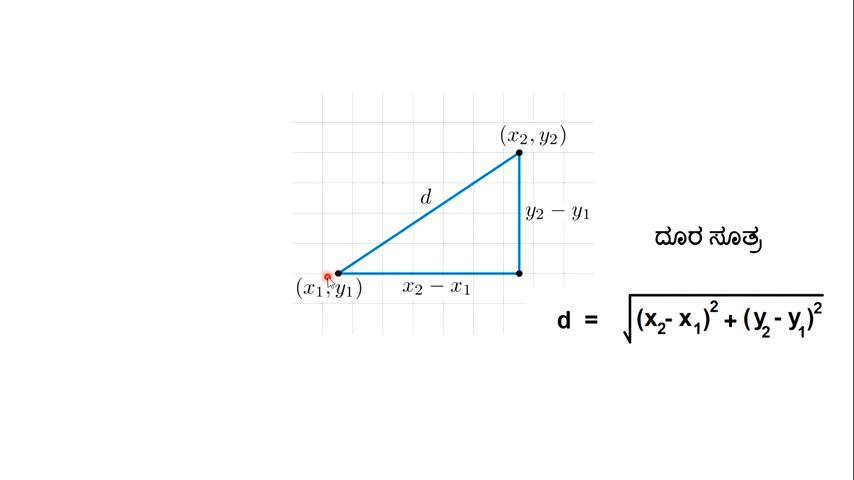 (x₂, y₂)
d
y₂ − y₁
(x₁, y₁)
x₂ − x₁
ದೂರ ಸೂತ್ರ
d = √(x₂- x₁)² + (y₂ - y₁)²